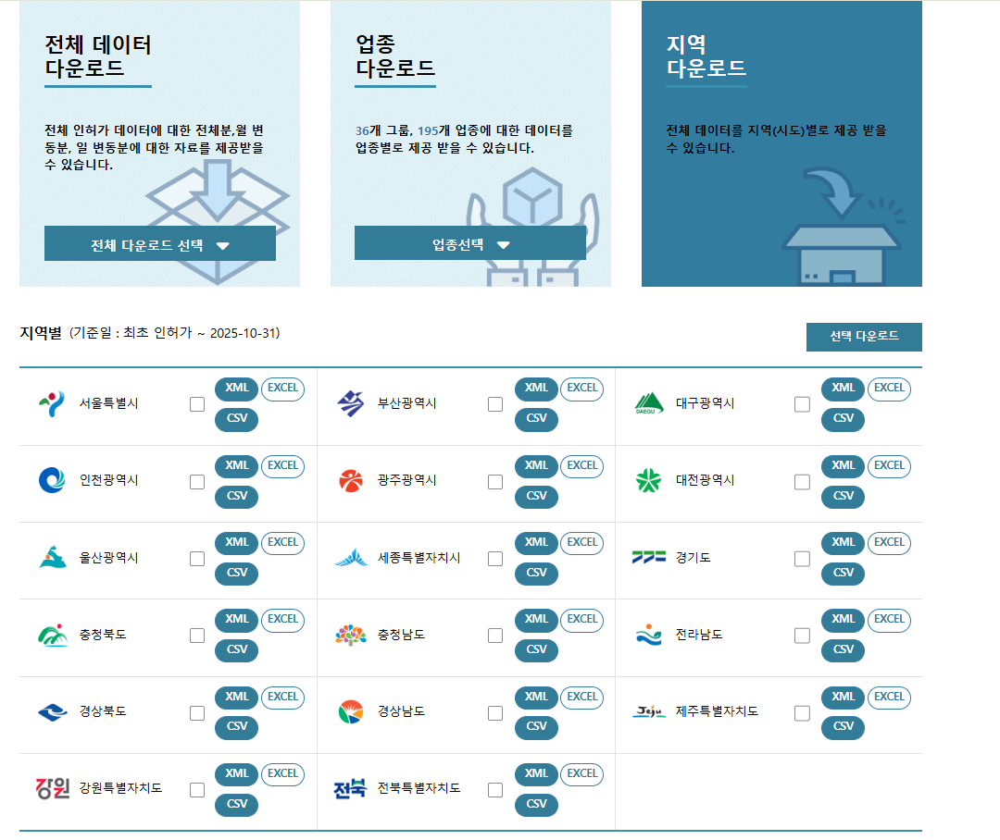 전체 데이터
다운로드
전체 인허가 데이터에 대한 전체분,월 변
동분, 일 변동분에 대한 자료를 제공받을
수 있습니다.
전체 다운로드 선택
업종
다운로드
36개 그룹, 195개 업종에 대한 데이터를
업종별로 제공 받을 수 있습니다.
업종선택
지역
다운로드
전체 데이터를 지역(시도)별로 제공 받을
수 있습니다.
지역별 (기준일 : 최초 인허가 ~ 2025-10-31)
선택 다운로드
서울특별시
XML EXCEL
CSV
부산광역시
XML EXCEL
CSV
DAEGU
대구광역시
XML EXCEL
CSV
인천광역시
XML EXCEL
CSV
광주광역시
XML EXCEL
CSV
대전광역시
XML EXCEL
CSV
울산광역시
XML EXCEL
CSV
세종특별자치시
XML EXCEL
CSV
경기도
XML EXCEL
CSV
충청북도
XML EXCEL
CSV
충청남도
XML EXCEL
CSV
전라남도
XML EXCEL
CSV
경상북도
XML EXCEL
CSV
경상남도
XML EXCEL
CSV
Jeju
제주특별자치도
XML EXCEL
CSV
강원
강원특별자치도
XML EXCEL
CSV
전북
전북특별자치도
XML EXCEL
CSV